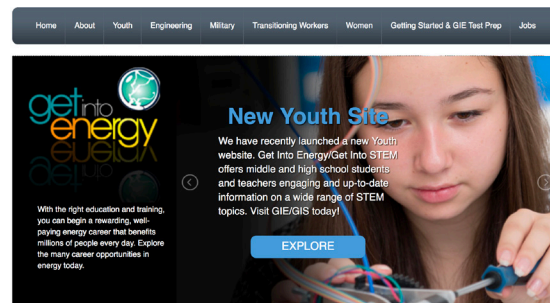 Home About Youth Engineering Military Transitioning Workers Women Getting Started & GIE Test Prep Jobs
getinto
energy
With the right education and training,
you can begin a rewarding, well-
paying energy career that benefits
millions of people every day. Explore
the many career opportunities in
energy today.
New Youth Site
We have recently launched a new Youth
website. Get Into Energy/Get Into STEM
offers middle and high school students
and teachers engaging and up-to-date
information on a wide range of STEM
topics. Visit GIE/GIS today!
EXPLORE